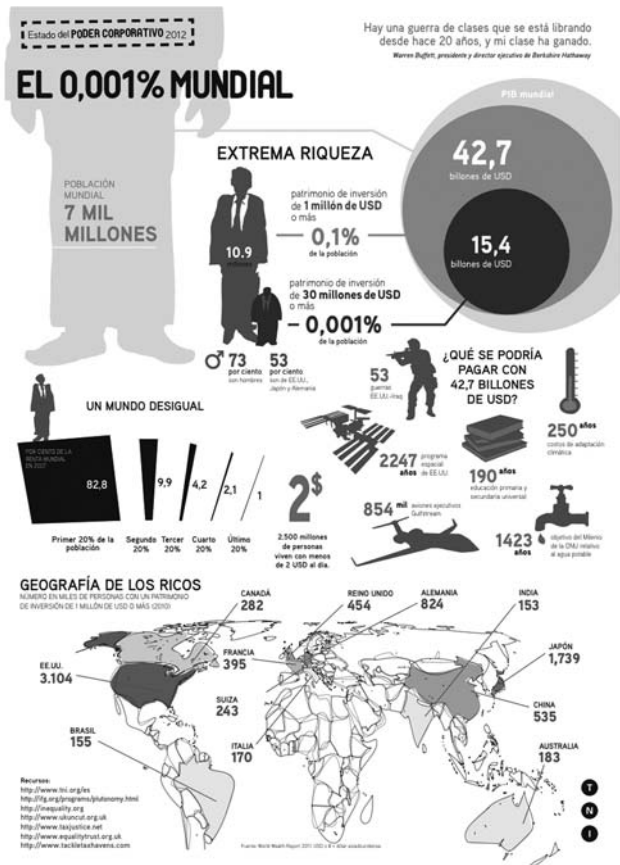 Estado del PODER CORPORATIVO 2012
Hay una guerra de clases que se está librando
desde hace 20 años, y mi clase ha ganado.
Warren Buffett, presidente y director ejecutivo de Berkshire Hathaway
EL 0,001% MUNDIAL
PIB mundial
POBLACIÓN
MUNDIAL
7 MIL
MILLONES
EXTREMA RIQUEZA
patrimonio de inversión
de 1 millón de USD
o más
0,1%
de la población
10.9
42,7
billones de USD
15,4
billones de USD
patrimonio de inversión
de 30 millones de USD
o más
0,001%
de la población
73
por ciento
son hombres
53
por ciento
son de EE.UU.,
Japón y Alemania
¿QUÉ SE PODRÍA
PAGAR CON
42,7 BILLONES
DE USD?
53
guerras
EE.UU.-Iraq
2247 años
programa
espacial
de EE.UU
190 años
educación primaria y
secundaria universal
250 años
costos de adaptación
climática
854 mil
aviones ejecutivos
Gulfstream
1423
años
objetivo del Milenio
de la ONU relativo
al agua potable
UN MUNDO DESIGUAL
POR CIENTO DE LA
RENTA MUNDIAL
EN 2007
82,8
9,9
4,2
2,1
1
Primer 20% de la
población
Segundo
20%
Tercer
20%
Cuarto
20%
Último
20%
2$
2.500 millones
de personas
viven con menos
de 2 USD al día.
GEOGRAFÍA DE LOS RICOS
NÚMERO EN MILES DE PERSONAS CON UN PATRIMONIO
DE INVERSIÓN DE 1 MILLÓN DE USD O MÁS (2010)
CANADÁ
282
REINO UNIDO
454
ALEMANIA
824
INDIA
153
FRANCIA
395
JAPÓN
1,739
EE.UU.
3.104
SUIZA
243
CHINA
535
BRASIL
155
ITALIA
170
AUSTRALIA
183
Recursos:
http://www.tni.org/es
http://ifg.org/programs/plutonomy.html
http://inequality.org
http://www.ukuncut.org.uk
http://www.taxjustice.net
http://www.equalitytrust.org.uk
http://www.tackletaxhavens.com
Fuente: World Wealth Report 2011
T
N
I